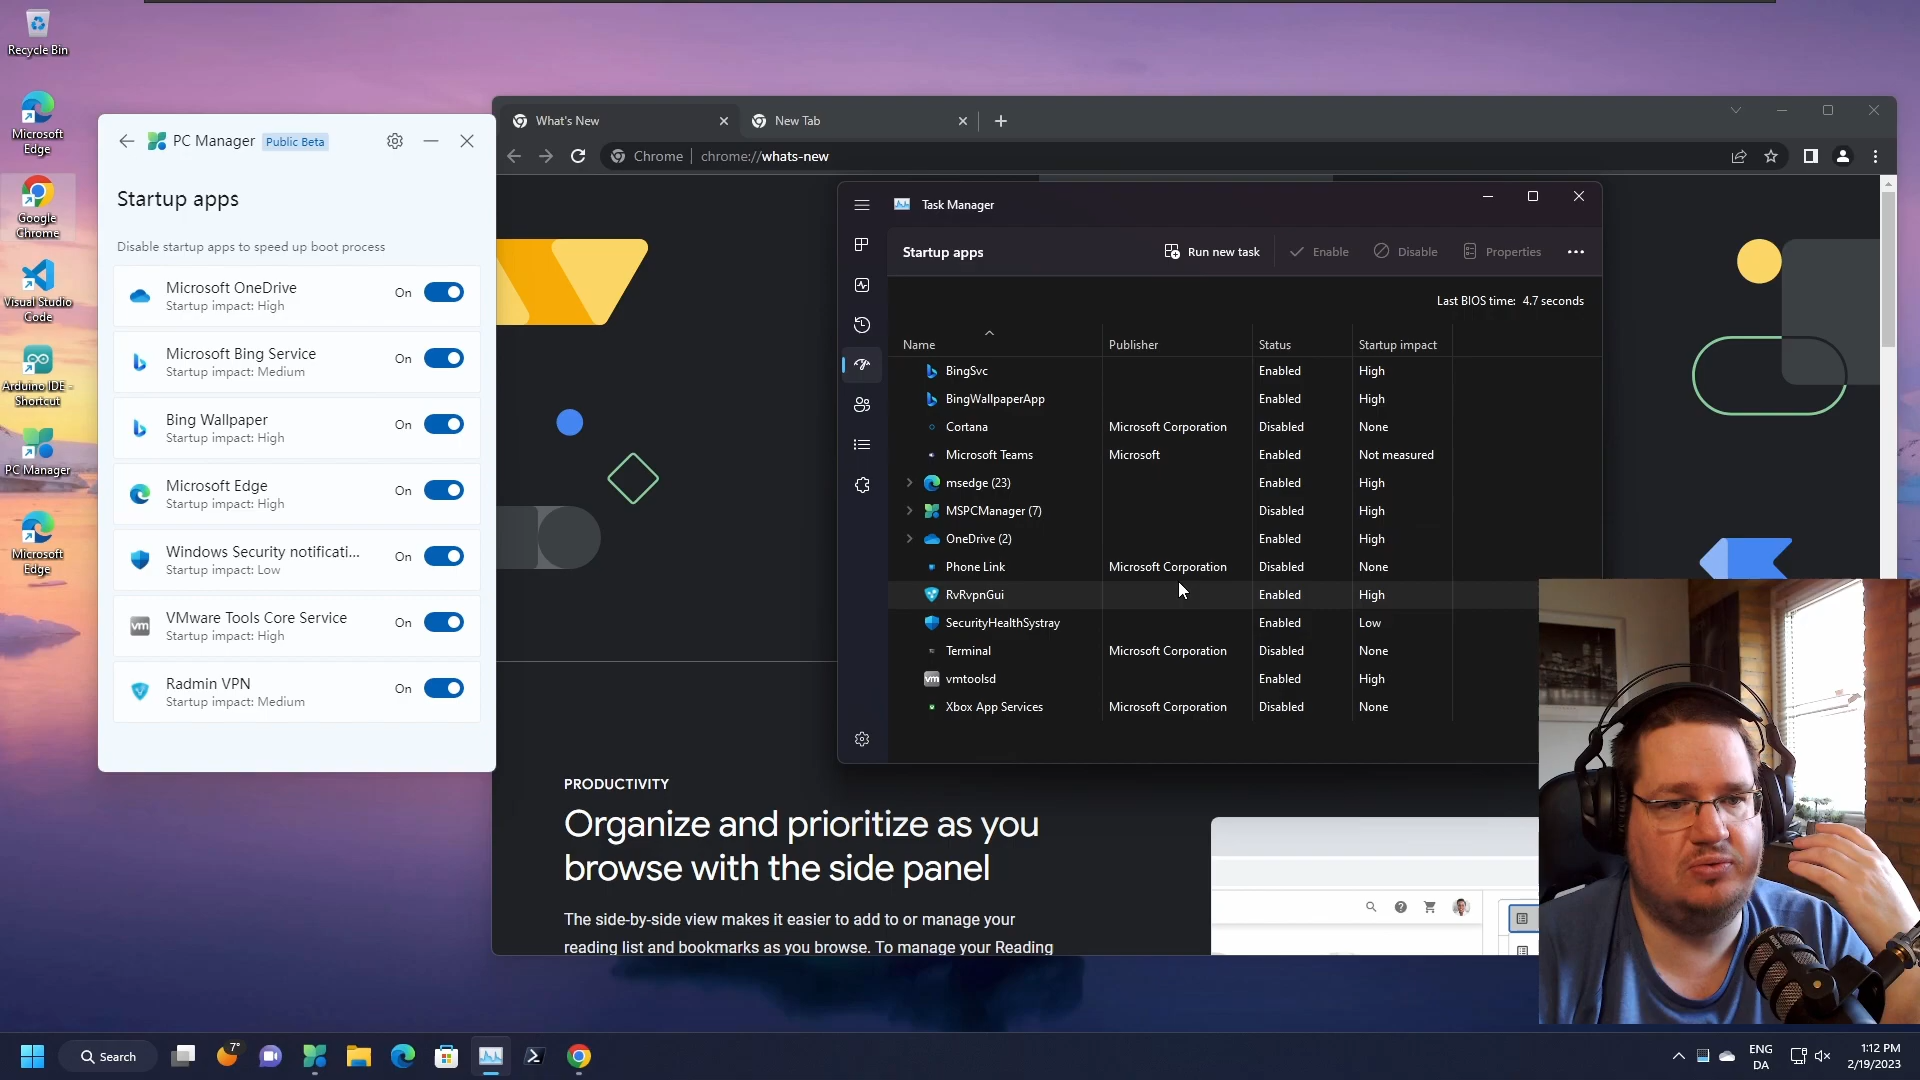 Recycle Bin
Microsoft
Edge
Google
Chrome
Visual Studio
Code
Arduino IDE -
Shortcut
PC Manager
Microsoft
Edge
PC Manager
Public Beta
Startup apps
Disable startup apps to speed up boot process
Microsoft OneDrive
Startup impact: High
On
Microsoft Bing Service
Startup impact: Medium
On
Bing Wallpaper
Startup impact: High
On
Microsoft Edge
Startup impact: High
On
Windows Security notificati...
Startup impact: Low
On
VMware Tools Core Service
Startup impact: High
On
Radmin VPN
Startup impact: Medium
On
What's New
New Tab
Chrome
chrome://whats-new
Task Manager
Startup apps
Run new task
Enable
Disable
Properties
Last BIOS time: 4.7 seconds
Name Publisher Status Startup impact
BingSvc Enabled High
BingWallpaperApp Enabled High
Cortana Microsoft Corporation Disabled None
Microsoft Teams Microsoft Enabled Not measured
msedge (23) Enabled High
MSPCManager (7) Disabled High
OneDrive (2) Enabled High
Phone Link Microsoft Corporation Disabled None
RvRvpnGui Enabled High
SecurityHealthSystray Enabled Low
Terminal Microsoft Corporation Disabled None
vmtoolsd Enabled High
Xbox App Services Microsoft Corporation Disabled None
PRODUCTIVITY
Organize and prioritize as you
browse with the side panel
The side-by-side view makes it easier to add to or manage your
reading list and bookmarks as you browse. To manage your Reading
Search
7°
ENG
DA
1:12 PM
2/19/2023